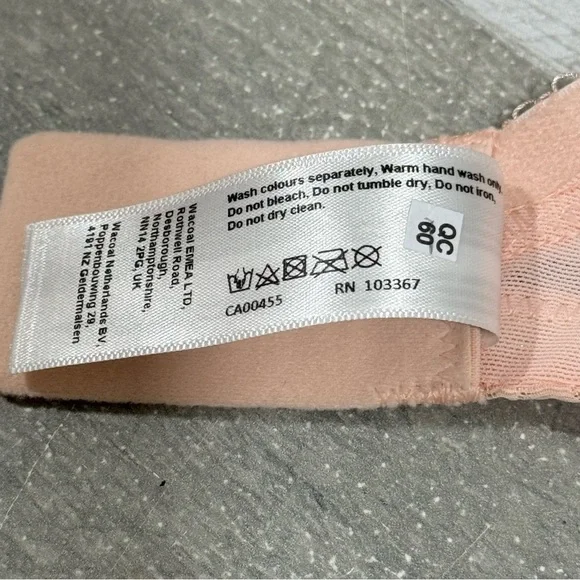 Wash colours separately, Warm hand wash only.
Do not bleach. Do not tumble dry. Do not iron.
Do not dry clean.
CA00455
RN 103367
QC
60
Wacoal EMEA LTD,
Rothwell Road,
Desborough,
Northamptonshire,
NN14 2PG, UK
Wacoal Netherlands BV,
Poppenbouwing 29,
4191 NZ Geldermalsen